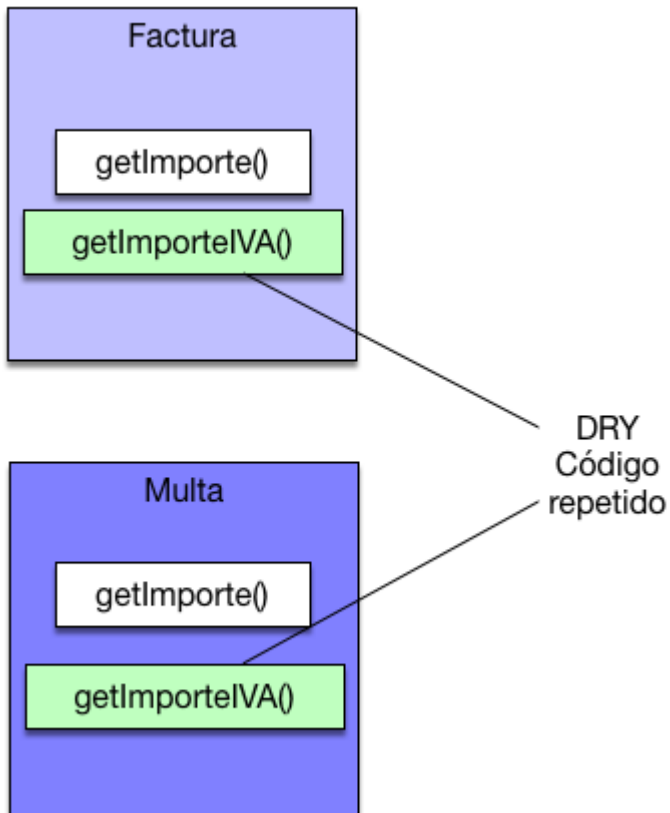 Factura
getImporte()
getImporteIVA()
DRY
Código
repetido
Multa
getImporte()
getImporteIVA()